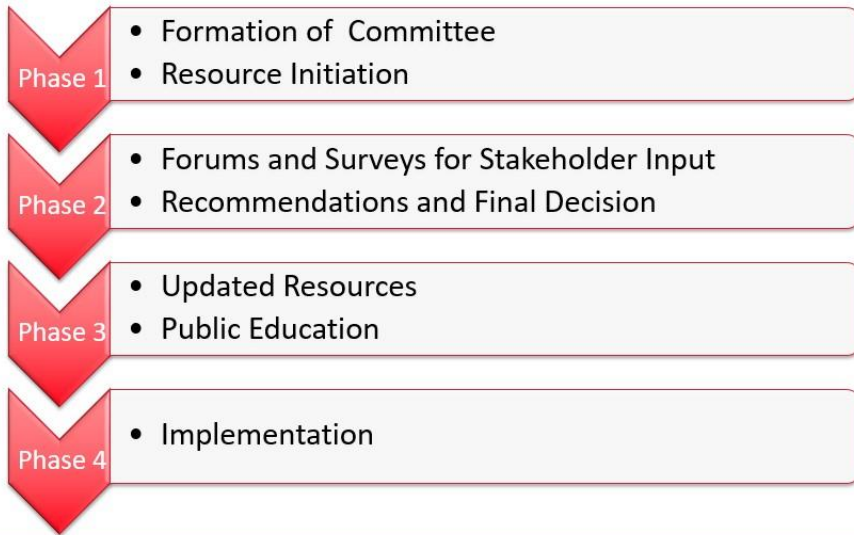 Phase 1
• Formation of  Committee
• Resource Initiation
Phase 2
• Forums and Surveys for Stakeholder Input
• Recommendations and Final Decision
Phase 3
• Updated Resources
• Public Education
Phase 4
• Implementation